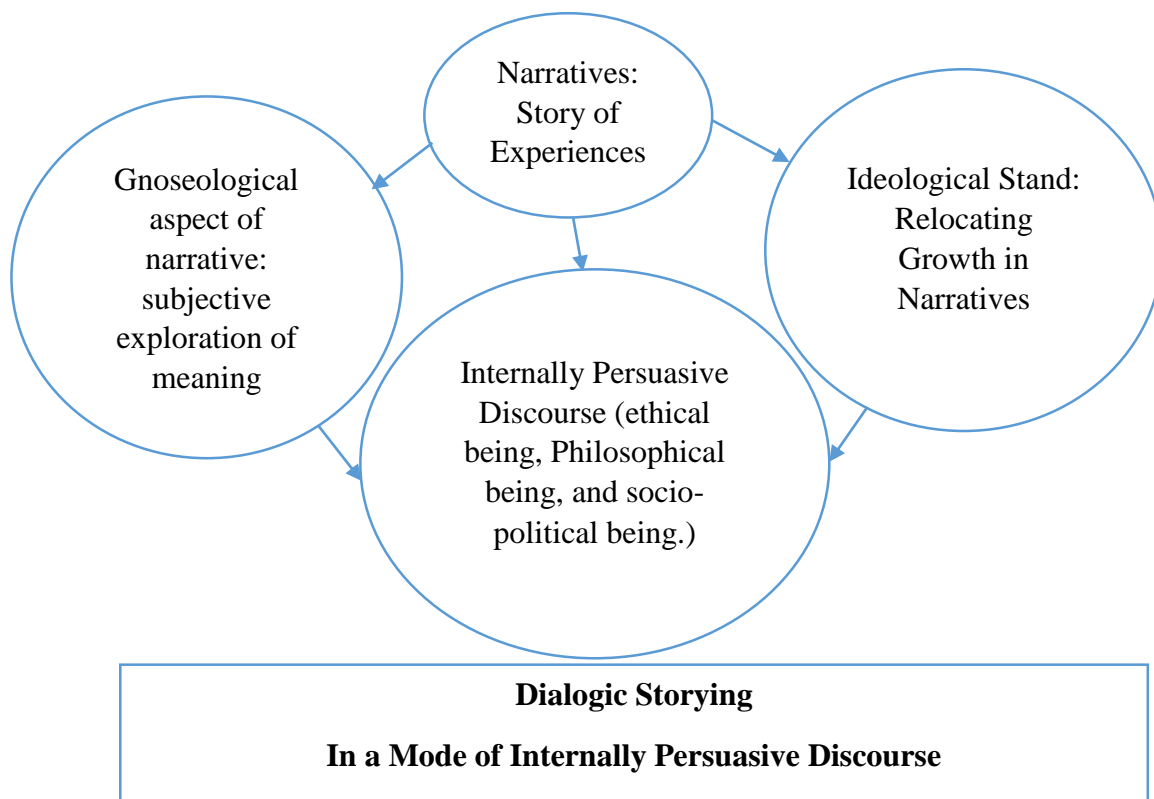 Narratives:
Story of
Experiences
Gnoseological
aspect of
narrative:
subjective
exploration of
meaning
Ideological Stand:
Relocating
Growth in
Narratives
Internally Persuasive
Discourse (ethical
being, Philosophical
being, and socio-
political being.)
Dialogic Storying
In a Mode of Internally Persuasive Discourse